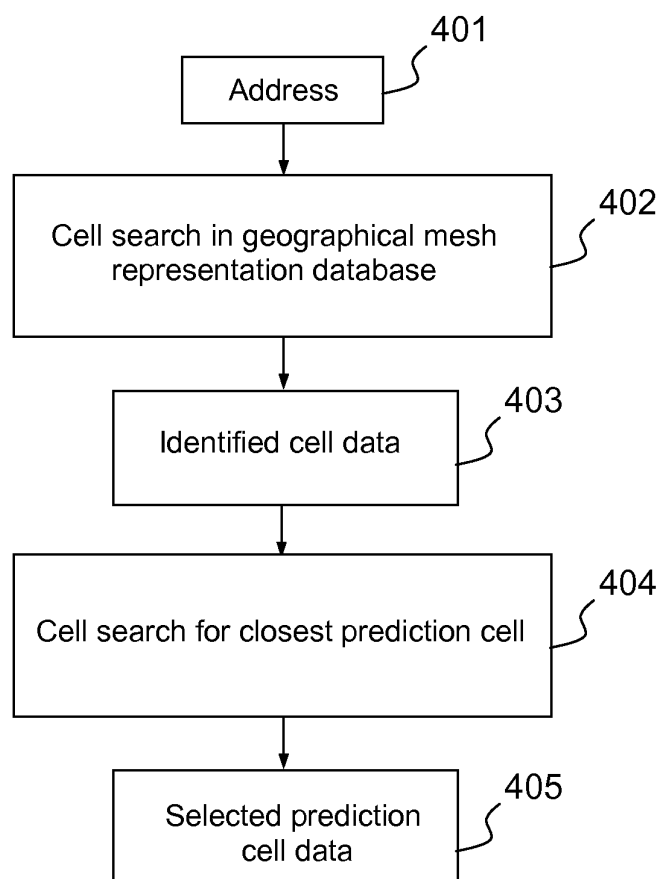 401
Address
402
Cell search in geographical mesh
representation database
403
Identified cell data
404
Cell search for closest prediction cell
405
Selected prediction
cell data